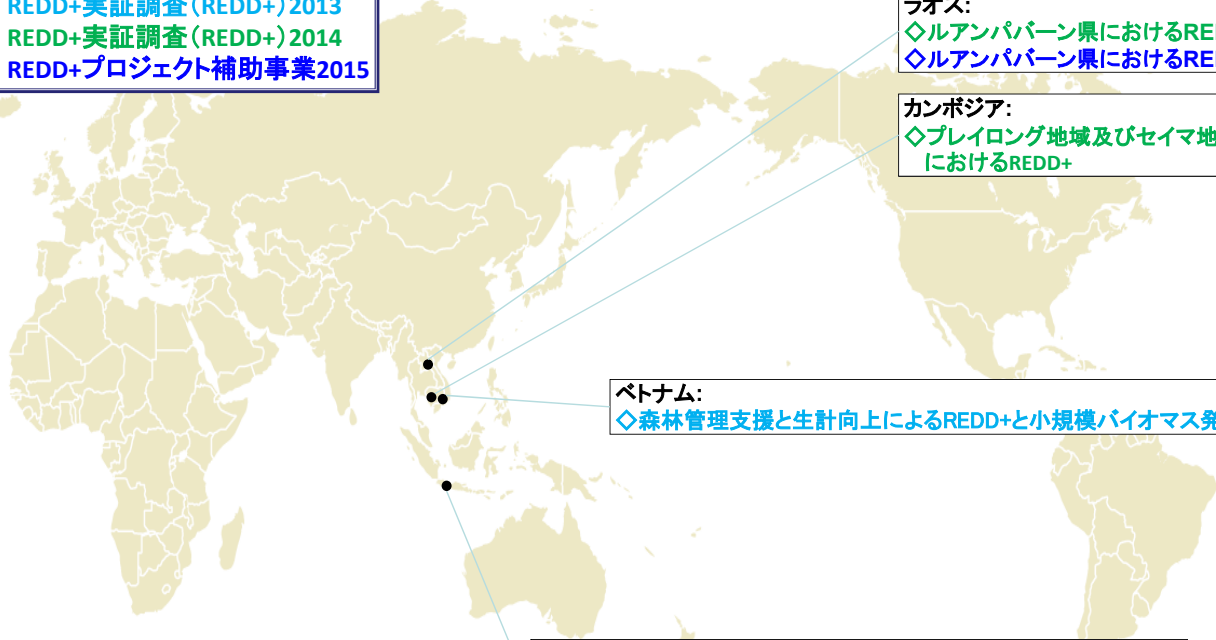 REDD+実証調査（REDD+）2013
REDD+実証調査（REDD+）2014
REDD+プロジェクト補助事業2015
ラオス:
◇ルアンパバーン県におけるRE
◇ルアンパバーン県におけるRE
カンボジア:
◇プレイロング地域及びセイマ地
におけるREDD+
ベトナム:
◇森林管理支援と生計向上によるREDD+と小規模バイオマス発